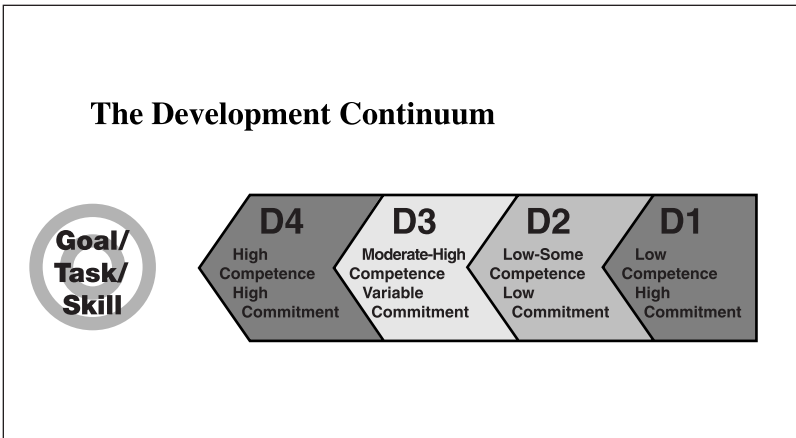 The Development Continuum
Goal/
Task/
Skill
D4
High
Competence
High
Commitment
D3
Moderate-High
Competence
Variable
Commitment
D2
Low-Some
Competence
Low
Commitment
D1
Low
Competence
High
Commitment